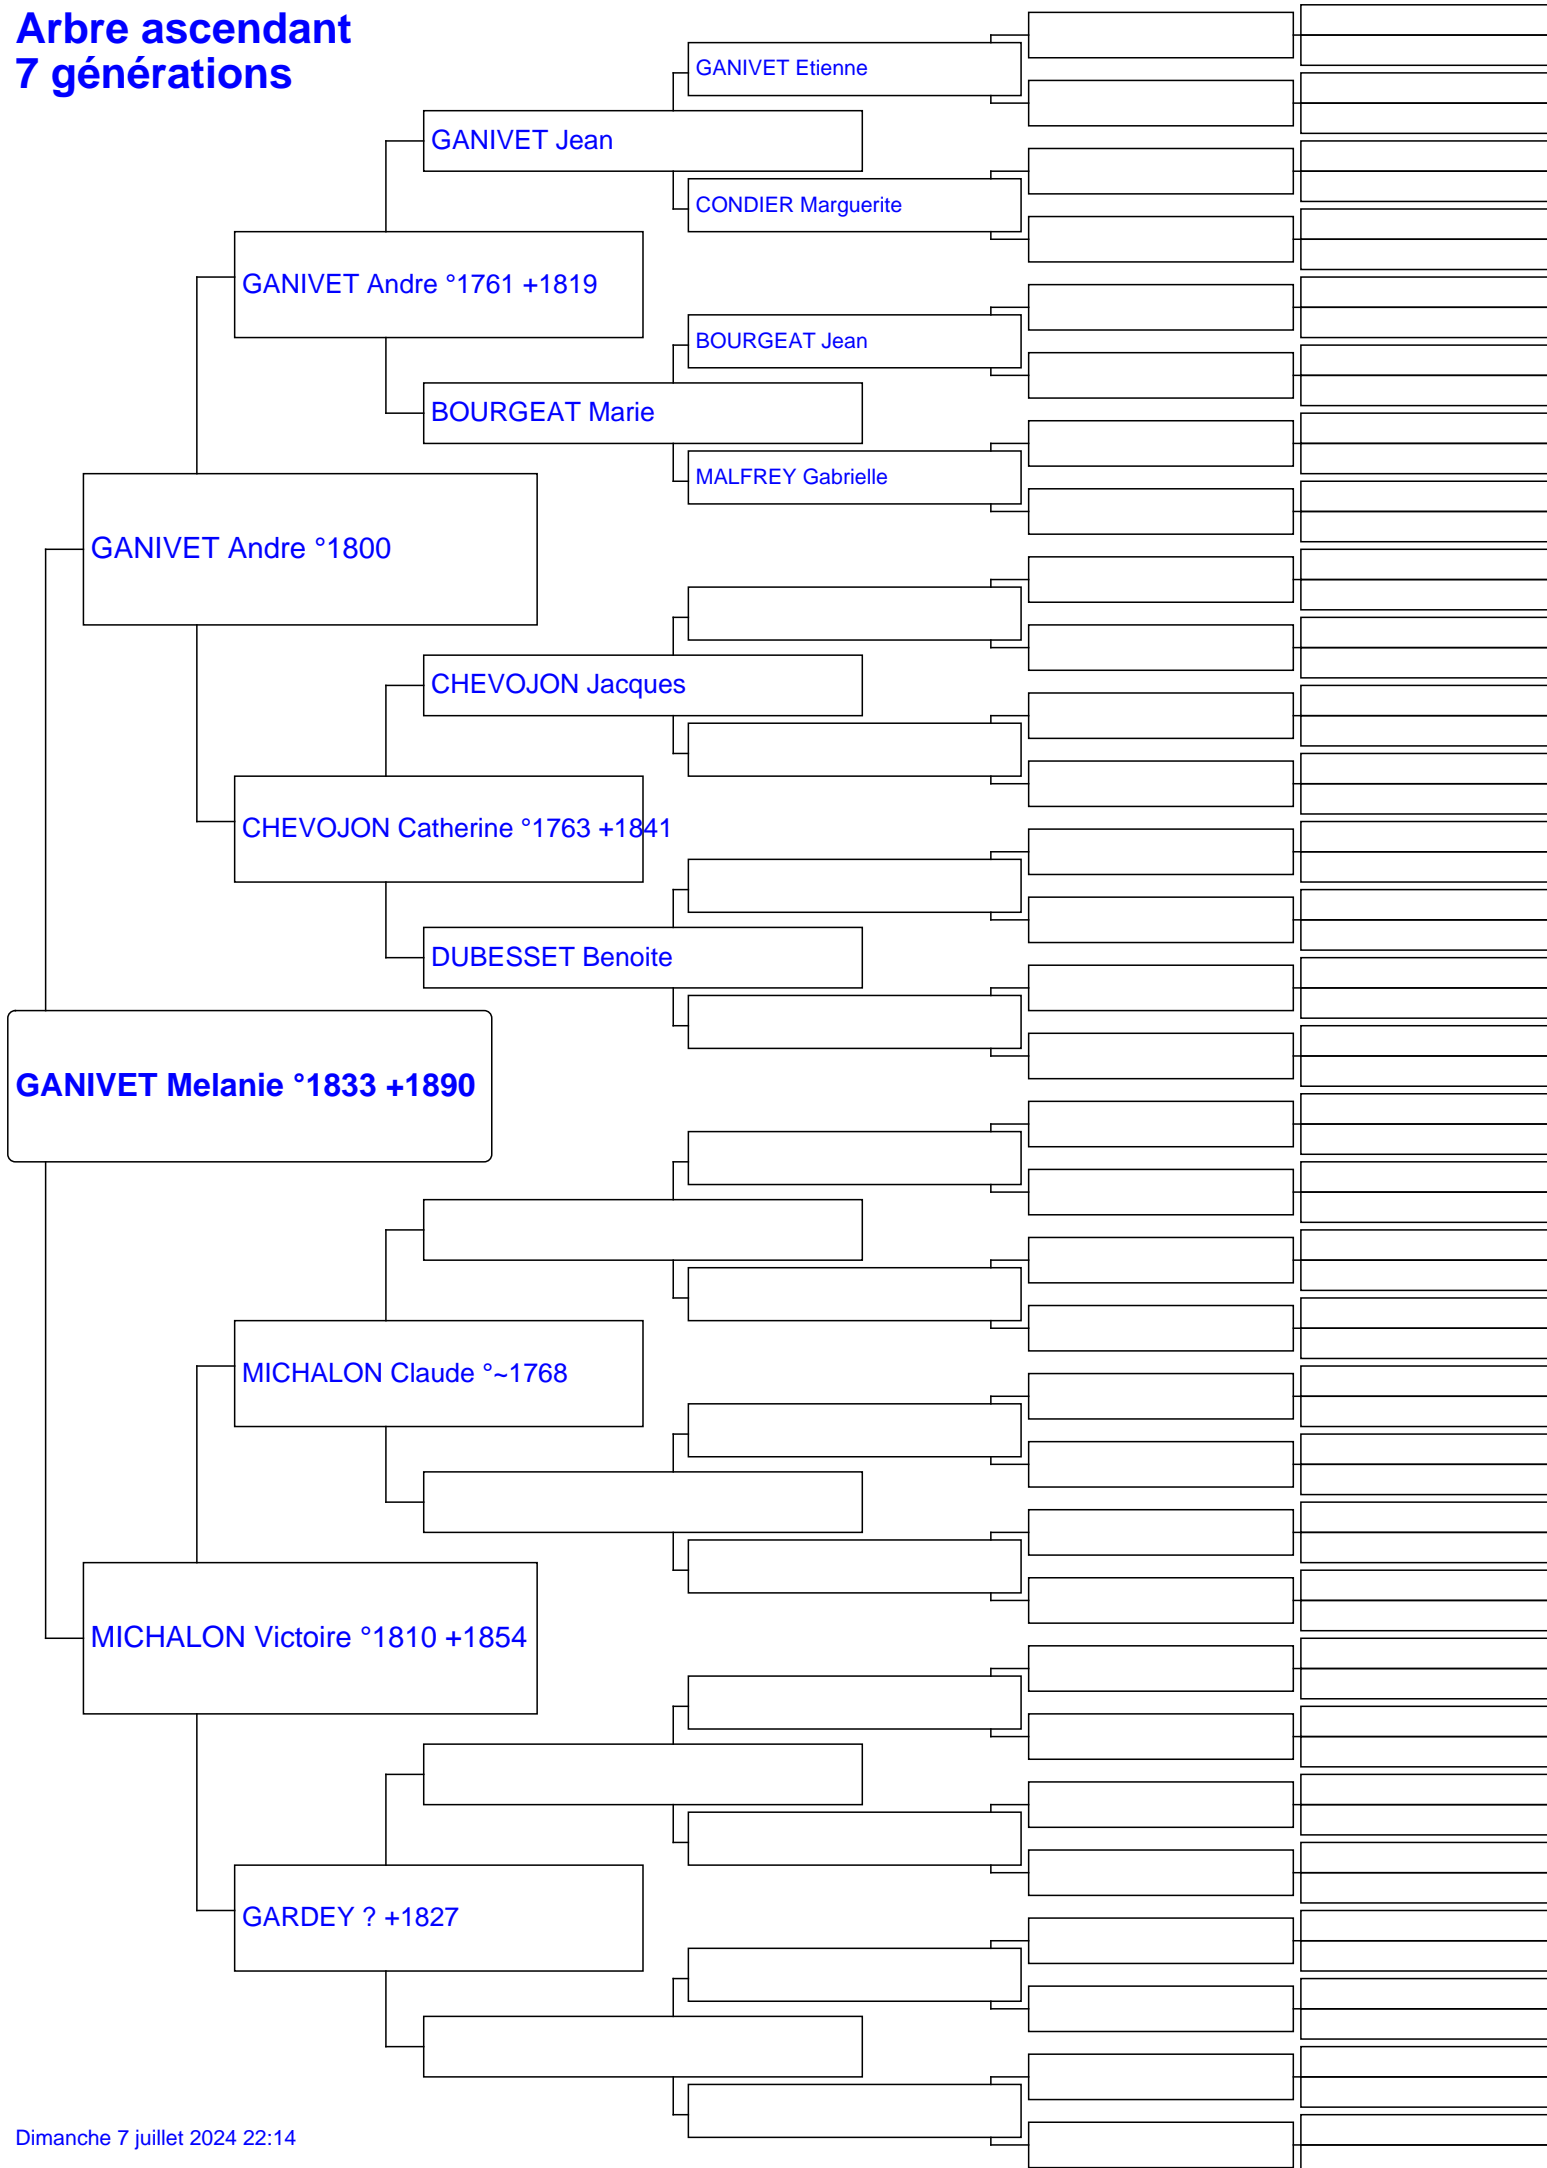 Arbre ascendant
7 générations
GANIVET Etienne
GANIVET Jean
CONDIER Marguerite
GANIVET Andre °1761 +1819
BOURGEAT Jean
BOURGEAT Marie
MALFREY Gabrielle
GANIVET Andre °1800
CHEVOJON Jacques
CHEVOJON Catherine °1763 +1841
DUBESSET Benoite
GANIVET Melanie °1833 +1890
MICHALON Claude °~1768
MICHALON Victoire °1810 +1854
GARDEY ? +1827
Dimanche 7 juillet 2024 22:14